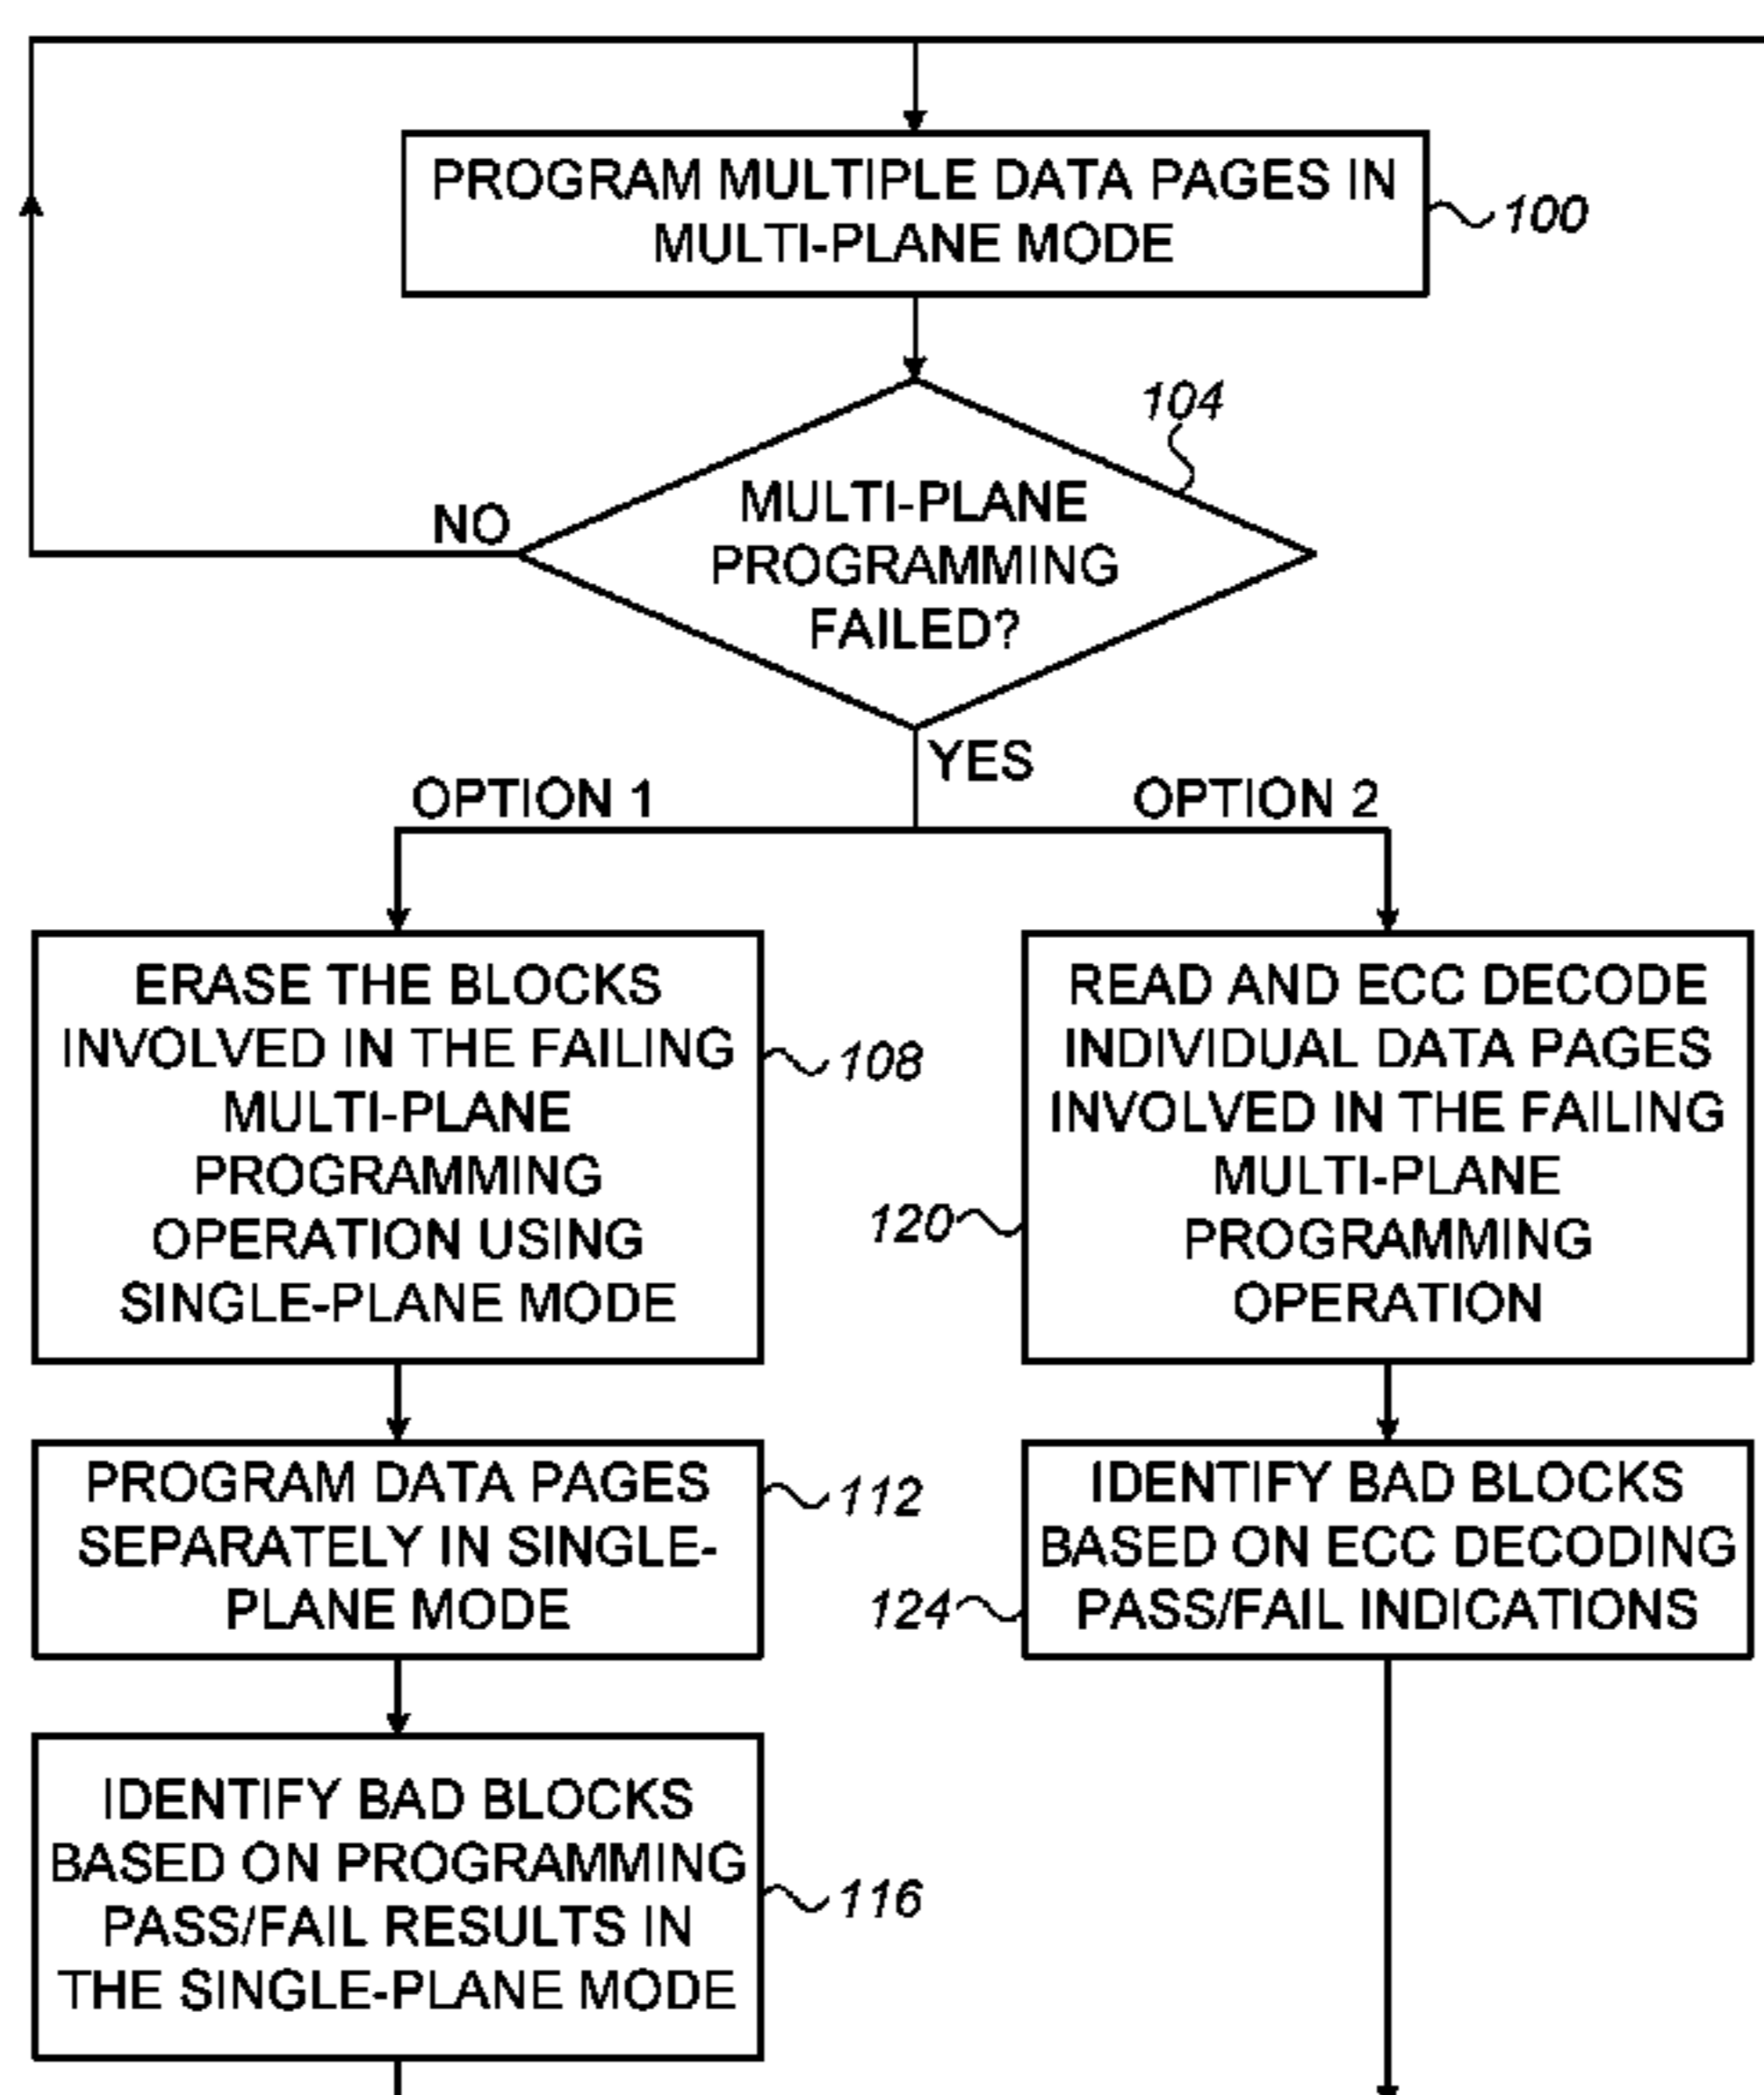 PROGRAM MULTIPLE DATA PAGES IN
MULTI-PLANE MODE
100
104
MULTI-PLANE
PROGRAMMING
FAILED?
NO
YES
OPTION 1
OPTION 2
ERASE THE BLOCKS
INVOLVED IN THE FAILING
MULTI-PLANE
PROGRAMMING
OPERATION USING
SINGLE-PLANE MODE
108
READ AND ECC DECODE
INDIVIDUAL DATA PAGES
INVOLVED IN THE FAILING
MULTI-PLANE
PROGRAMMING
OPERATION
120
PROGRAM DATA PAGES
SEPARATELY IN SINGLE-
PLANE MODE
112
IDENTIFY BAD BLOCKS
BASED ON ECC DECODING
PASS/FAIL INDICATIONS
124
IDENTIFY BAD BLOCKS
BASED ON PROGRAMMING
PASS/FAIL RESULTS IN
THE SINGLE-PLANE MODE
116